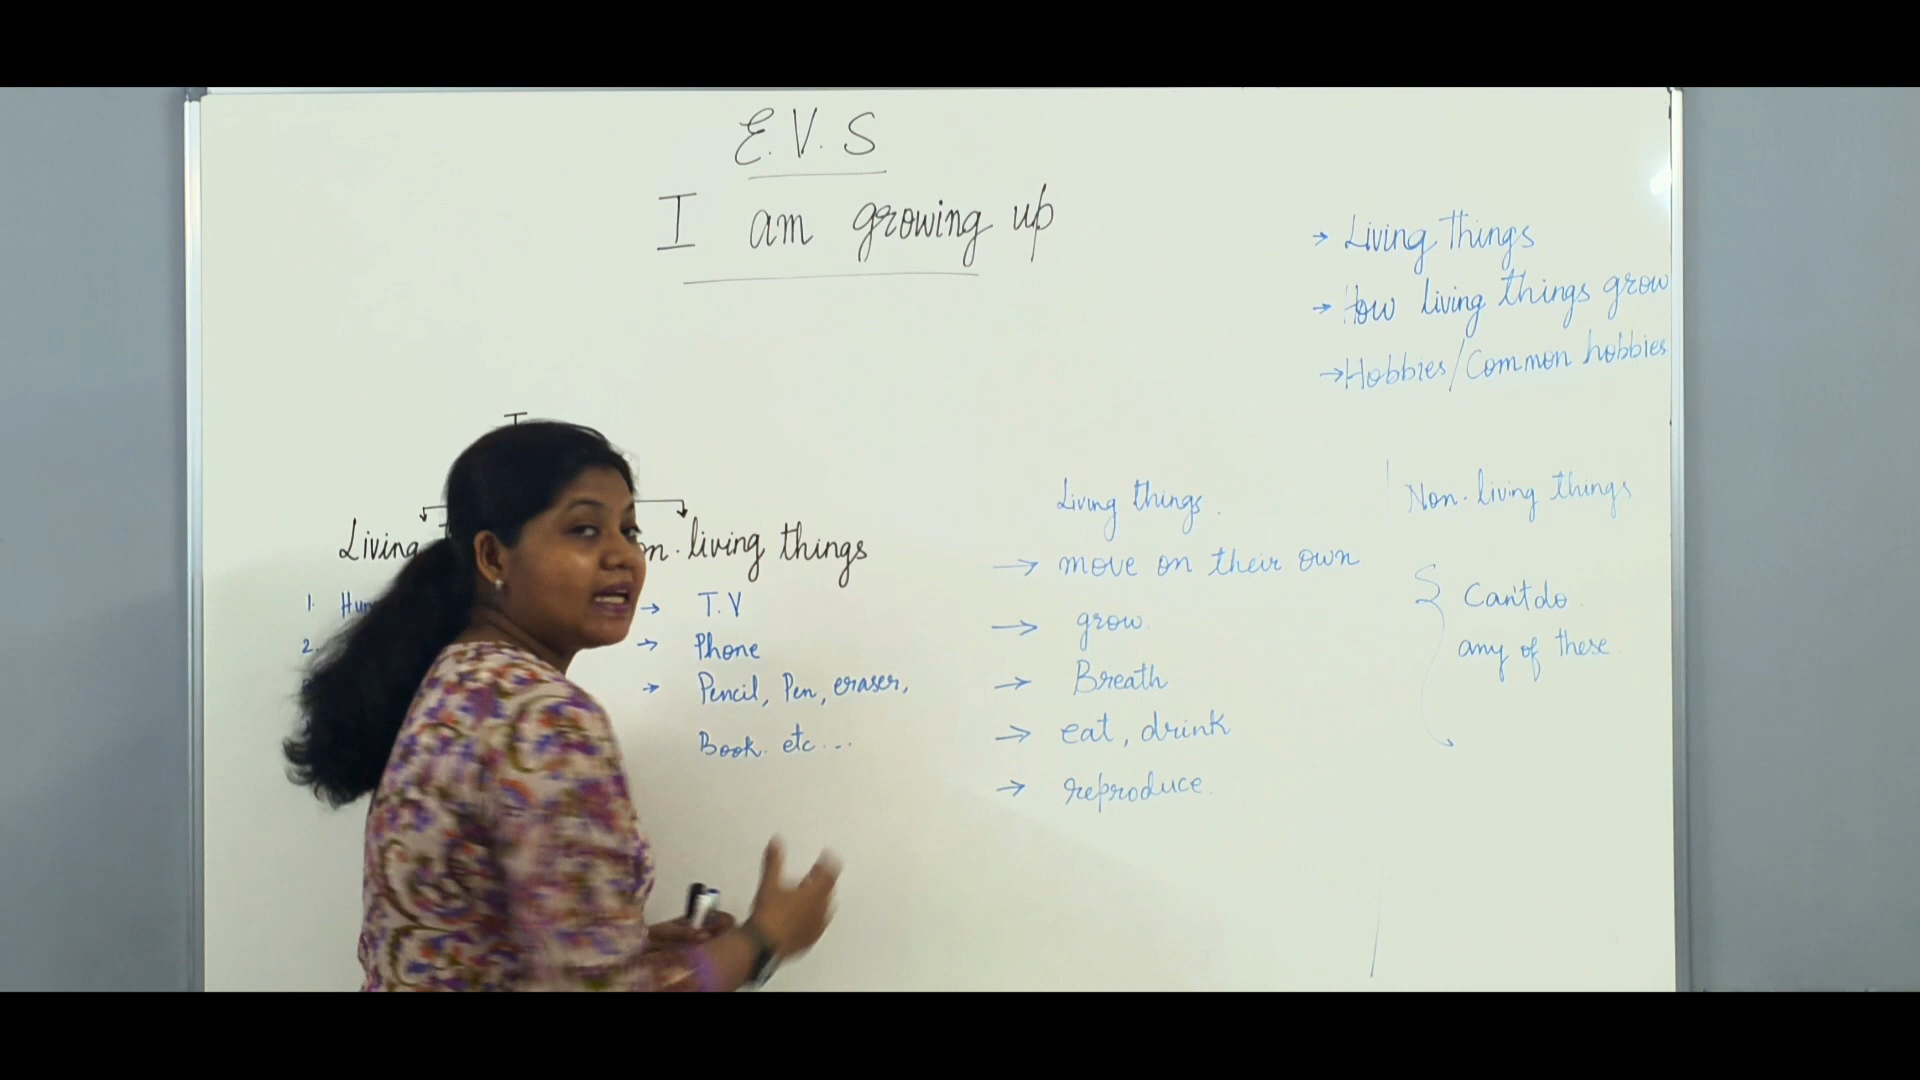 E.V.S
I am growing up
→ Living things
→ How living things grow
→ Hobbies/Common hobbies
Living
living things
1.
2.
→ T.V
→ Phone
→ Pencil, Pen, eraser,
Book. etc...
Living things.
→ move on their own
→ grow.
→ Breath
→ eat, drink
→ reproduce.
Non-living things
Can't do
any of these.